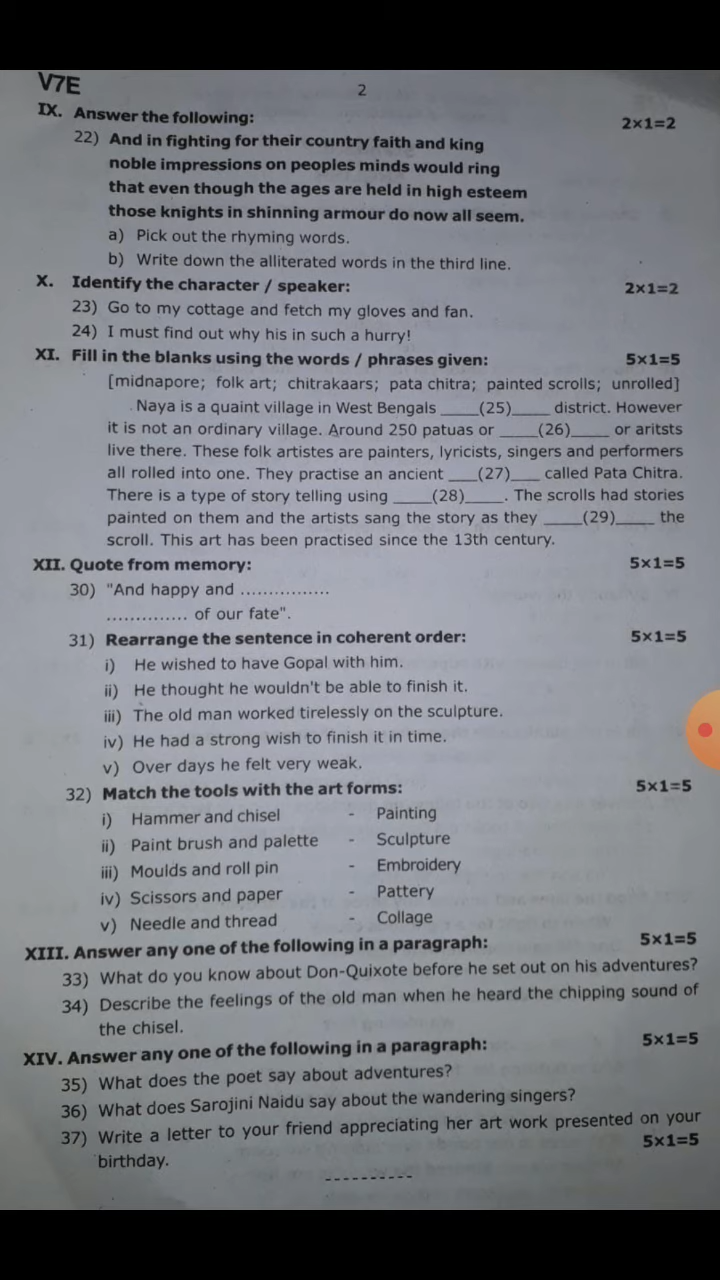 V7E
2
IX. Answer the following: 2×1=2
22) And in fighting for their country faith and king
noble impressions on peoples minds would ring
that even though the ages are held in high esteem
those knights in shinning armour do now all seem.
a) Pick out the rhyming words.
b) Write down the alliterated words in the third line.
X. Identify the character / speaker: 2×1=2
23) Go to my cottage and fetch my gloves and fan.
24) I must find out why his in such a hurry!
XI. Fill in the blanks using the words / phrases given: 5×1=5
[midnapore; folk art; chitrakaars; pata chitra; painted scrolls; unrolled]
Naya is a quaint village in West Bengals ____(25)____ district. However
it is not an ordinary village. Around 250 patuas or ____(26)____ or aritsts
live there. These folk artistes are painters, lyricists, singers and performers
all rolled into one. They practise an ancient ___(27)___ called Pata Chitra.
There is a type of story telling using ____(28)____. The scrolls had stories
painted on them and the artists sang the story as they ____(29)____ the
scroll. This art has been practised since the 13th century.
XII. Quote from memory: 5×1=5
30) "And happy and ................
.............. of our fate".
31) Rearrange the sentence in coherent order: 5×1=5
i) He wished to have Gopal with him.
ii) He thought he wouldn't be able to finish it.
iii) The old man worked tirelessly on the sculpture.
iv) He had a strong wish to finish it in time.
v) Over days he felt very weak.
32) Match the tools with the art forms: 5×1=5
i) Hammer and chisel - Painting
ii) Paint brush and palette - Sculpture
iii) Moulds and roll pin - Embroidery
iv) Scissors and paper - Pattery
v) Needle and thread - Collage
XIII. Answer any one of the following in a paragraph: 5×1=5
33) What do you know about Don-Quixote before he set out on his adventures?
34) Describe the feelings of the old man when he heard the chipping sound of
the chisel.
XIV. Answer any one of the following in a paragraph: 5×1=5
35) What does the poet say about adventures?
36) What does Sarojini Naidu say about the wandering singers?
37) Write a letter to your friend appreciating her art work presented on your
birthday. 5×1=5
----------